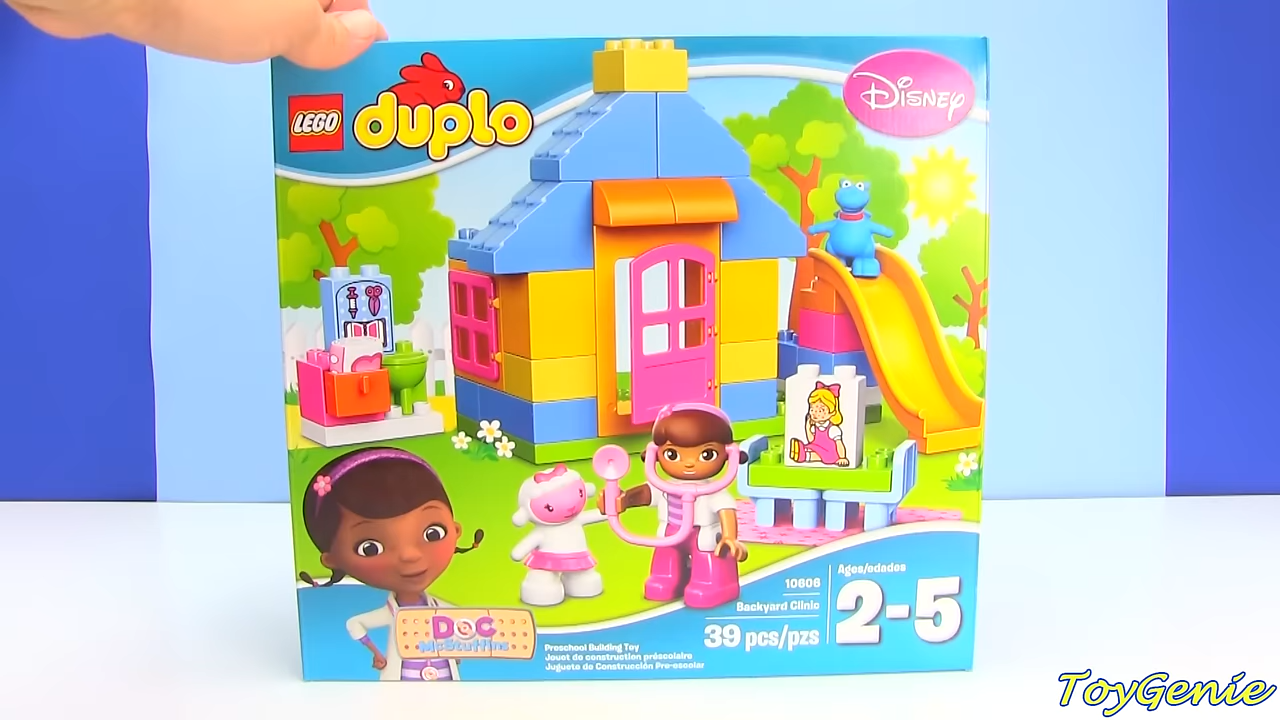 LEGO duplo
Disney
DOC
McStuffins
Preschool Building Toy
Jouet de construction préscolaire
Jugueta de Construcción Pre-escolar
10606
Backyard Clinic
39 pcs/pzs
Ages/edades
2-5
ToyGenie